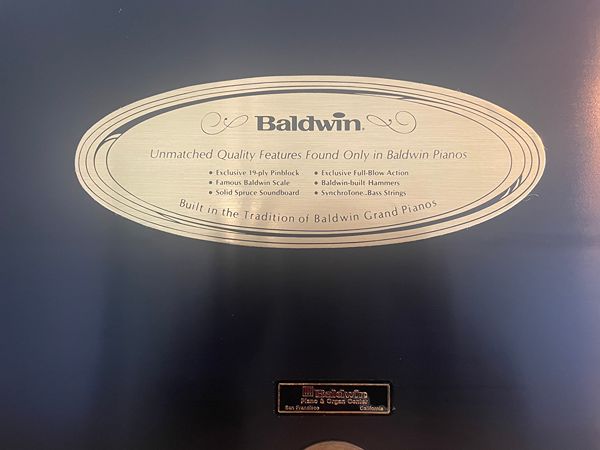 Baldwin®
Unmatched Quality Features Found Only in Baldwin Pianos
• Exclusive 19-ply Pinblock • Exclusive Full-Blow Action
• Famous Baldwin Scale • Baldwin-built Hammers
• Solid Spruce Soundboard • SynchroTone™ Bass Strings
Built in the Tradition of Baldwin Grand Pianos
Baldwin
Piano & Organ Center
San Francisco California